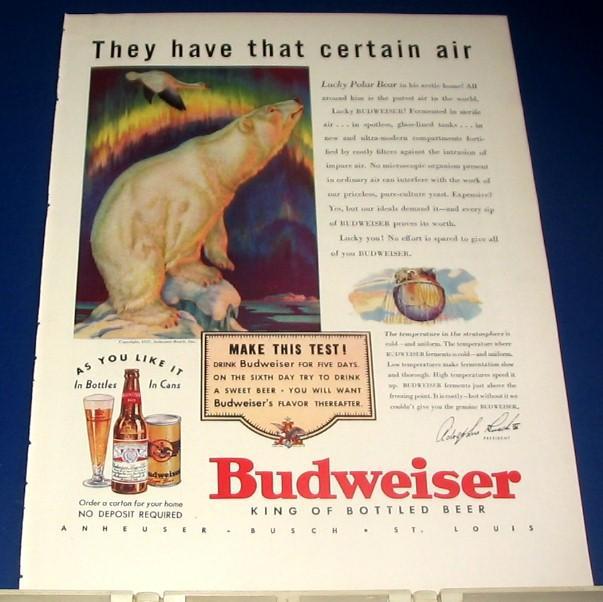 They have that certain air
Lucky Polar Bear in his arctic home! All
around him is the purest air in the world.
Lucky BUDWEISER! Fermented in sterile
air . . . in spotless, glass-lined tanks . . . in
new and ultra-modern compartments forti-
fied by costly filters against the intrusion of
impure air. No microscopic organism present
in ordinary air can interfere with the work of
our priceless, pure-culture yeast. Expensive?
Yes, but our ideals demand it—and every sip
of BUDWEISER proves its worth.
Lucky you! No effort is spared to give all
of you BUDWEISER.
Copyright, 1937, Anheuser-Busch, Inc.
The temperature in the stratosphere is
cold—and uniform. The temperature where
BUDWEISER ferments is cold—and uniform.
Low temperatures make fermentation slow
and thorough. High temperatures speed it
up. BUDWEISER ferments just above the
freezing point. It is costly—but without it we
couldn't give you the genuine BUDWEISER.
Adolphus Busch III
PRESIDENT
MAKE THIS TEST!
DRINK Budweiser FOR FIVE DAYS.
ON THE SIXTH DAY TRY TO DRINK
A SWEET BEER · YOU WILL WANT
Budweiser's FLAVOR THEREAFTER.
AS YOU LIKE IT
In Bottles In Cans
Budweiser
Order a carton for your home
NO DEPOSIT REQUIRED
Budweiser
KING OF BOTTLED BEER
ANHEUSER - BUSCH • ST. LOUIS